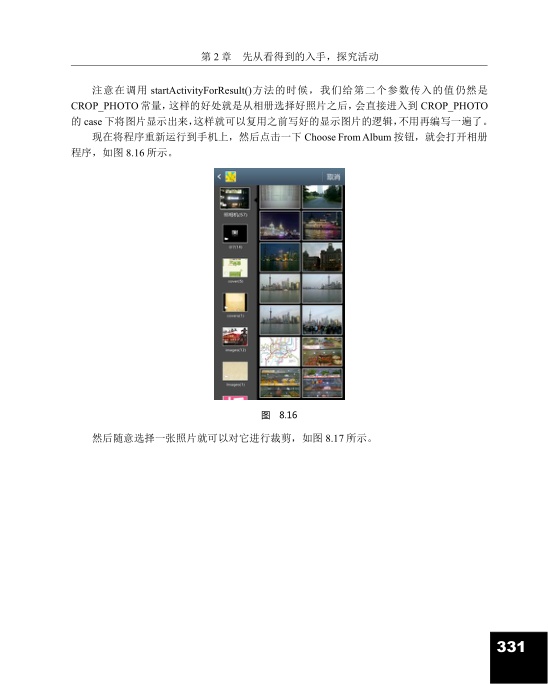 第 2 章 先从看得到的入手，探究活动
注意在调用 startActivityForResult()方法的时候，我们给第二个参数传入的值仍然是
CROP_PHOTO 常量，这样的好处就是从相册选择好照片之后，会直接进入到 CROP_PHOTO
的 case 下将图片显示出来，这样就可以复用之前写好的显示图片的逻辑，不用再编写一遍了。
现在将程序重新运行到手机上，然后点击一下 Choose From Album 按钮，就会打开相册
程序，如图 8.16 所示。
取消
图 8.16
然后随意选择一张照片就可以对它进行裁剪，如图 8.17 所示。
331